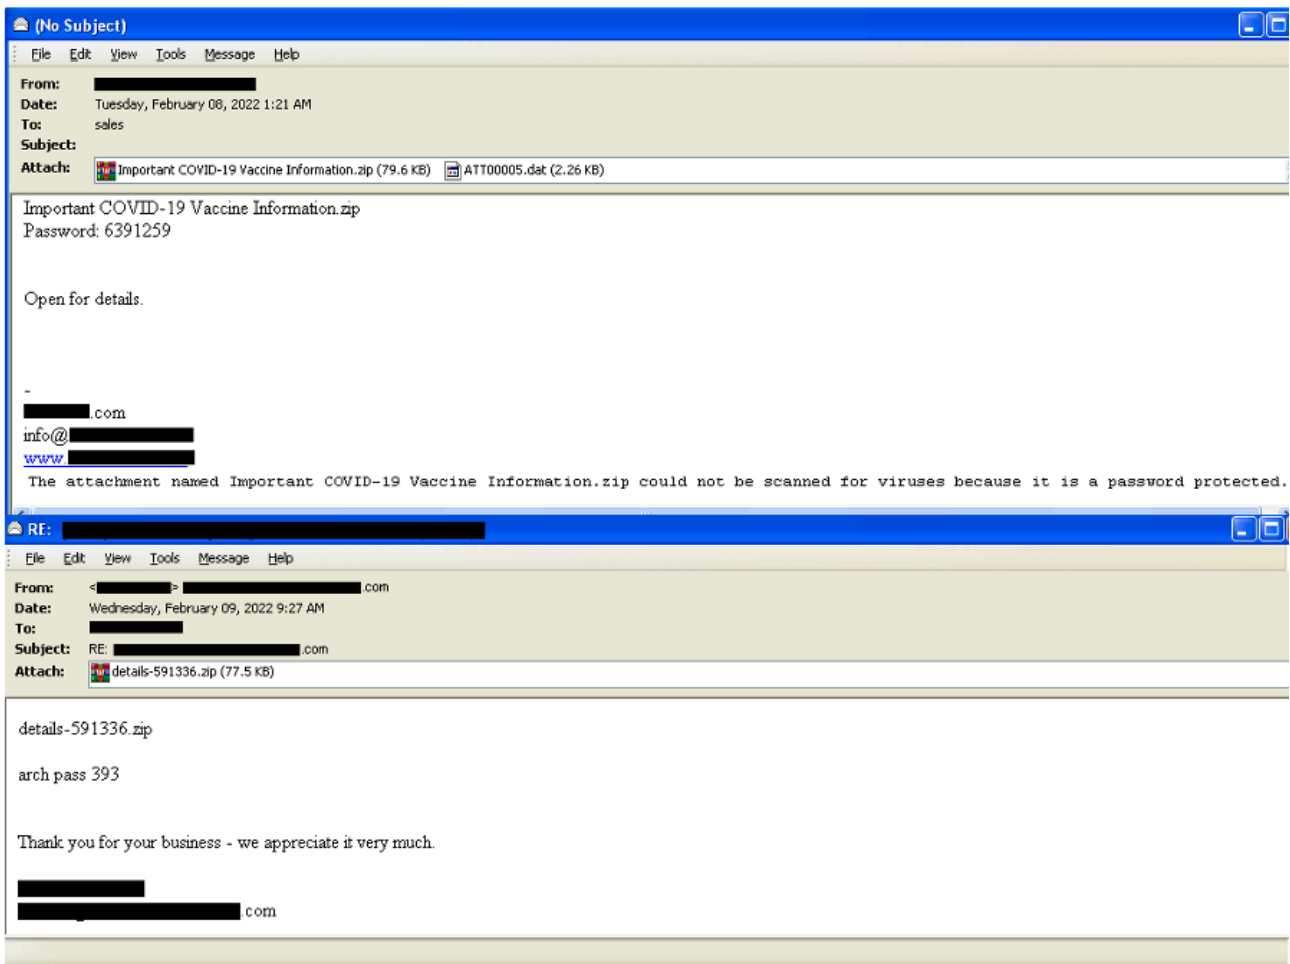 (No Subject)
File Edit View Tools Message Help
From:
Date: Tuesday, February 08, 2022 1:21 AM
To: sales
Subject:
Attach: Important COVID-19 Vaccine Information.zip (79.6 KB) ATT00005.dat (2.26 KB)
Important COVID-19 Vaccine Information.zip
Password: 6391259
Open for details.
-
.com
info@
www.
The attachment named Important COVID-19 Vaccine Information.zip could not be scanned for viruses because it is a password protected.
RE:
File Edit View Tools Message Help
From: < > .com
Date: Wednesday, February 09, 2022 9:27 AM
To:
Subject: RE: .com
Attach: details-591336.zip (77.5 KB)
details-591336.zip
arch pass 393
Thank you for your business - we appreciate it very much.
.com